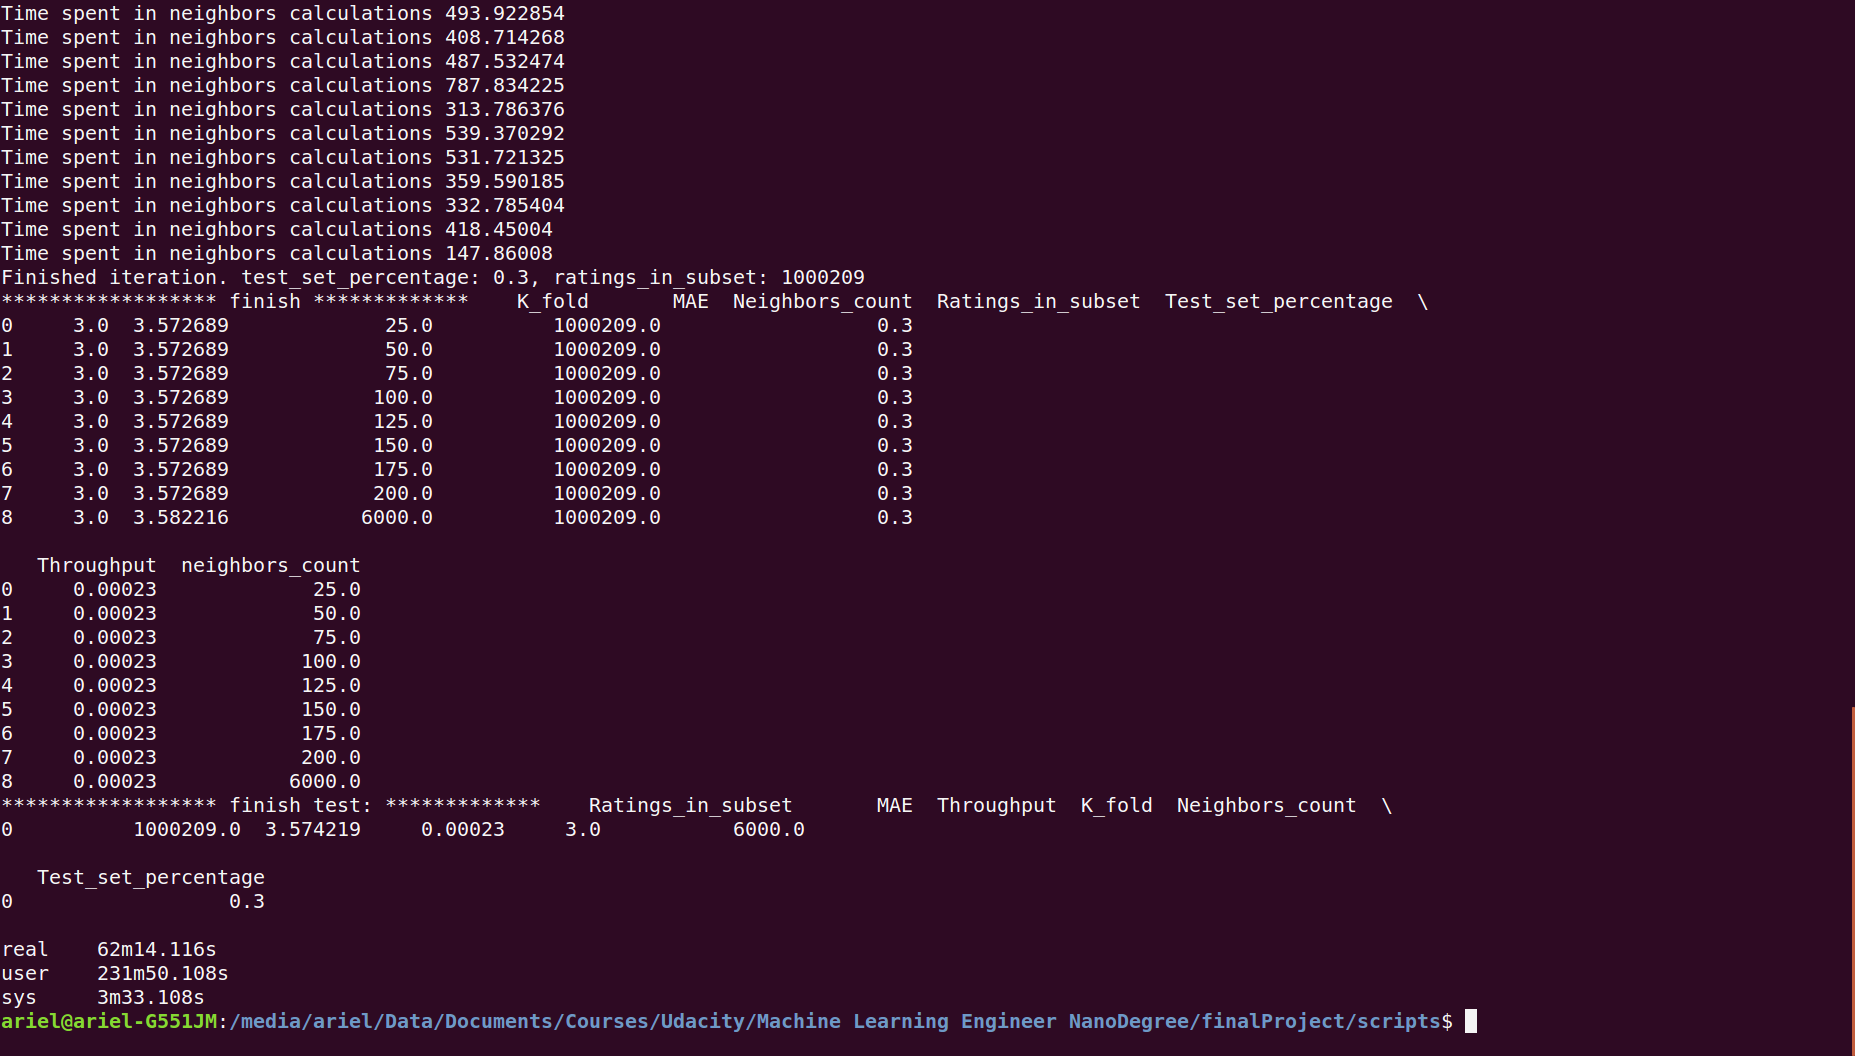 Time spent in neighbors calculations 493.922854
Time spent in neighbors calculations 408.714268
Time spent in neighbors calculations 487.532474
Time spent in neighbors calculations 787.834225
Time spent in neighbors calculations 313.786376
Time spent in neighbors calculations 539.370292
Time spent in neighbors calculations 531.721325
Time spent in neighbors calculations 359.590185
Time spent in neighbors calculations 332.785404
Time spent in neighbors calculations 418.45004
Time spent in neighbors calculations 147.86008
Finished iteration. test_set_percentage: 0.3, ratings_in_subset: 1000209
****************** finish *************    K_fold       MAE  Neighbors_count  Ratings_in_subset  Test_set_percentage  \
0     3.0  3.572689             25.0          1000209.0                  0.3
1     3.0  3.572689             50.0          1000209.0                  0.3
2     3.0  3.572689             75.0          1000209.0                  0.3
3     3.0  3.572689            100.0          1000209.0                  0.3
4     3.0  3.572689            125.0          1000209.0                  0.3
5     3.0  3.572689            150.0          1000209.0                  0.3
6     3.0  3.572689            175.0          1000209.0                  0.3
7     3.0  3.572689            200.0          1000209.0                  0.3
8     3.0  3.582216           6000.0          1000209.0                  0.3
   Throughput  neighbors_count
0     0.00023             25.0
1     0.00023             50.0
2     0.00023             75.0
3     0.00023            100.0
4     0.00023            125.0
5     0.00023            150.0
6     0.00023            175.0
7     0.00023            200.0
8     0.00023           6000.0
****************** finish test: *************    Ratings_in_subset       MAE  Throughput  K_fold  Neighbors_count  \
0          1000209.0  3.574219     0.00023     3.0           6000.0
   Test_set_percentage
0                  0.3
real    62m14.116s
user    231m50.108s
sys     3m33.108s
ariel@ariel-G551JM:/media/ariel/Data/Documents/Courses/Udacity/Machine Learning Engineer NanoDegree/finalProject/scripts$